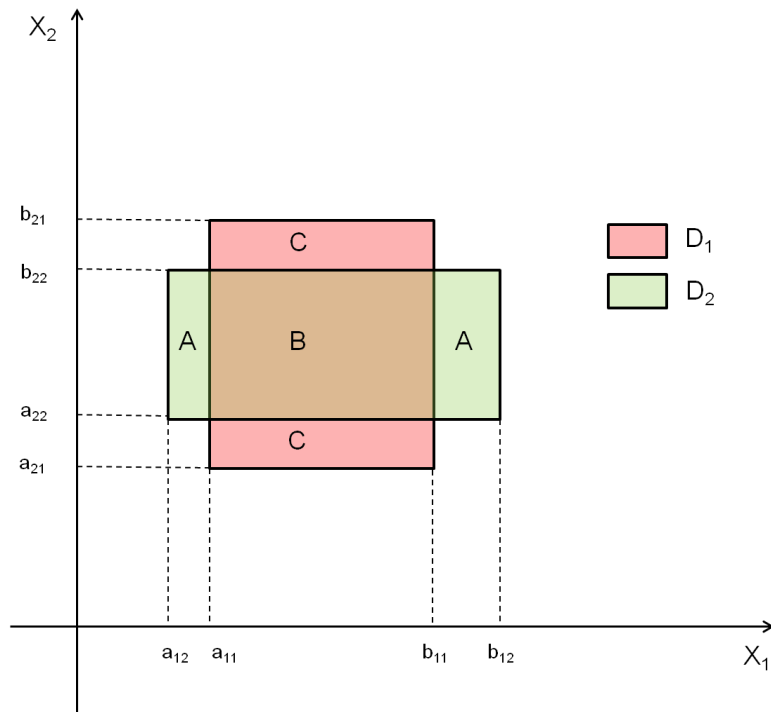 X₂
b₂₁
C
D₁
b₂₂
D₂
A B A
a₂₂
C
a₂₁
a₁₂ a₁₁ b₁₁ b₁₂
X₁